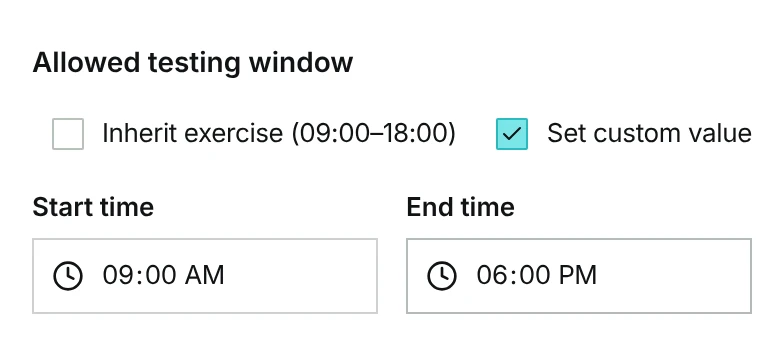 Allowed testing window
Inherit exercise (09:00–18:00) Set custom value
Start time End time
09:00 AM 06:00 PM